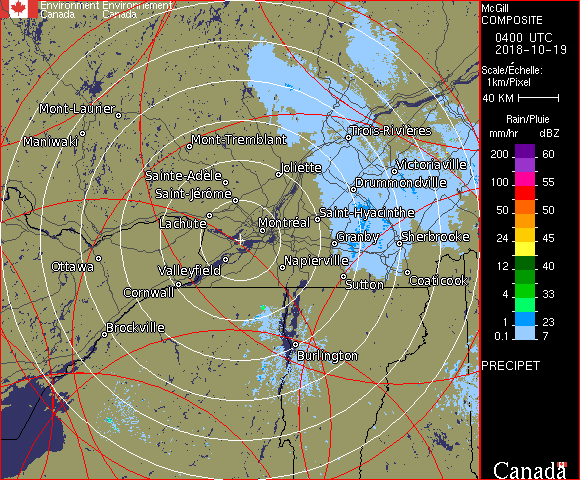 Environment Environnement
Canada Canada
McGill
COMPOSITE
0400 UTC
2018-10-19
Scale/Échelle:
1km/Pixel
40 KM
Rain/Pluie
mm/hr dBZ
200 60
100 55
50 50
24 45
12 40
4 33
1 23
0.1 7
PRECIPET
Canada
Mont-Laurier
Maniwaki
Mont-Tremblant
Trois-Rivières
Joliette
Victoriaville
Sainte-Adèle
Drummondville
Saint-Jérôme
Saint-Hyacinthe
Lachute
Montréal
Granby
Sherbrooke
Ottawa
Valleyfield
Napierville
Cornwall
Sutton
Coaticook
Brockville
Burlington